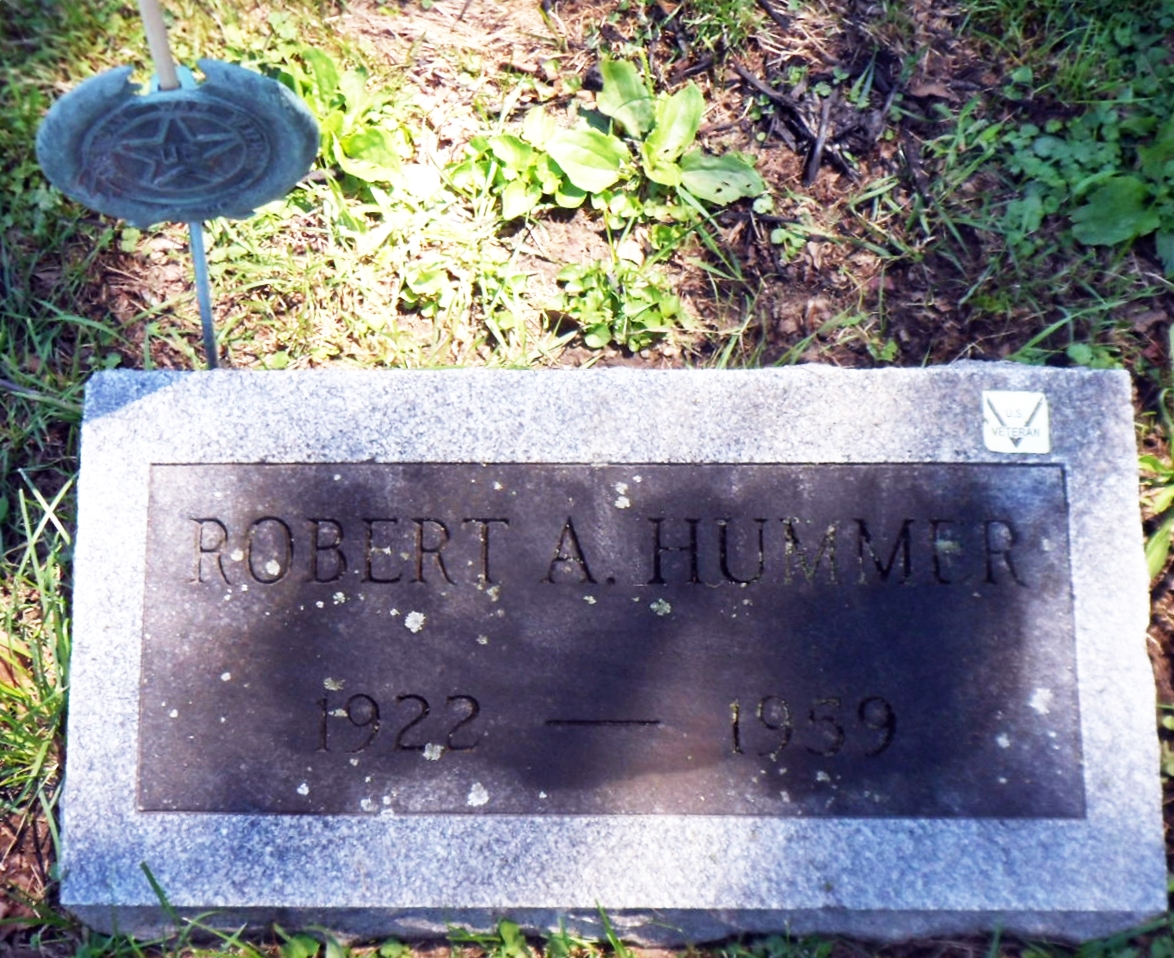 U.S.
VETERAN
ROBERT A. HUMMER
1922 — 1959